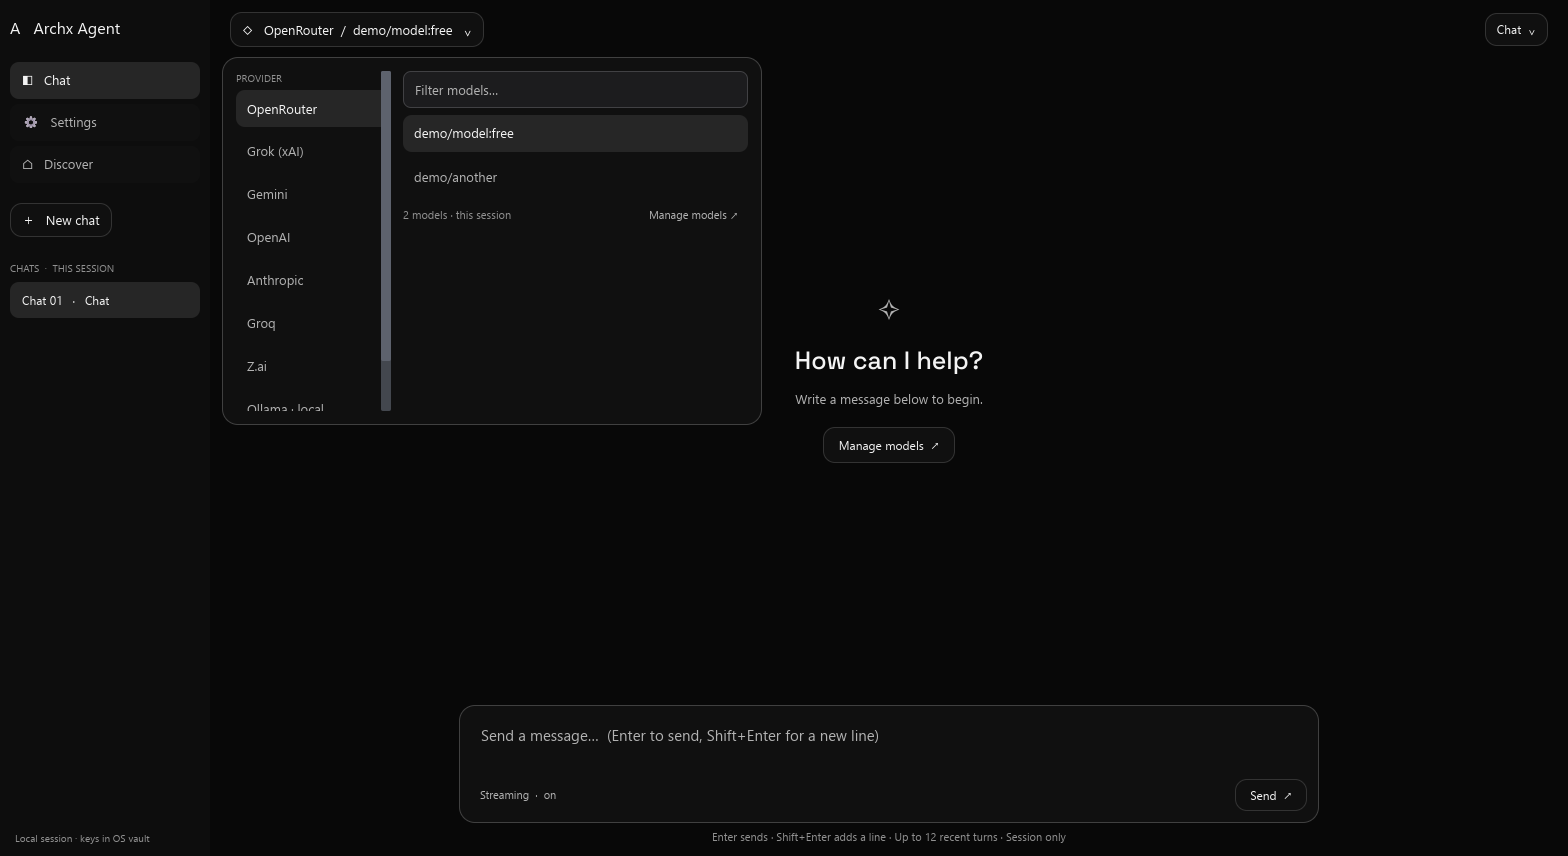 A Archx Agent
Chat
Settings
Discover
+ New chat
CHATS · THIS SESSION
Chat 01 · Chat
Local session · keys in OS vault
OpenRouter / demo/model:free
Chat
PROVIDER
OpenRouter
Grok (xAI)
Gemini
OpenAI
Anthropic
Groq
Z.ai
Ollama · local
Filter models...
demo/model:free
demo/another
2 models · this session
Manage models ↗
How can I help?
Write a message below to begin.
Manage models ↗
Send a message... (Enter to send, Shift+Enter for a new line)
Streaming · on
Send ↗
Enter sends · Shift+Enter adds a line · Up to 12 recent turns · Session only